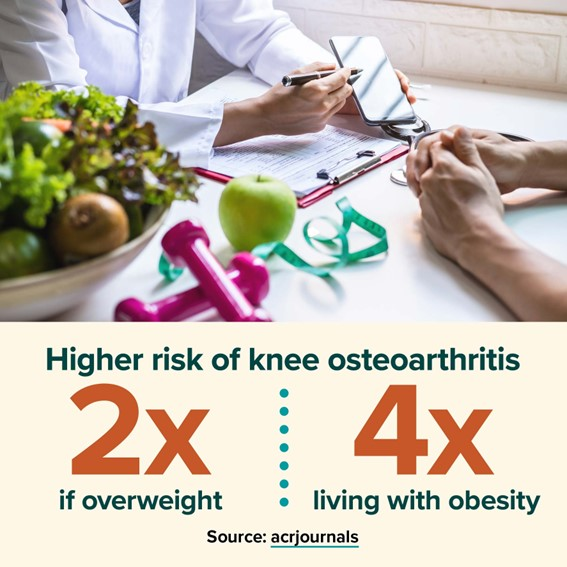 Higher risk of knee osteoarthritis
2x
if overweight
4x
living with obesity
Source: acrjournals